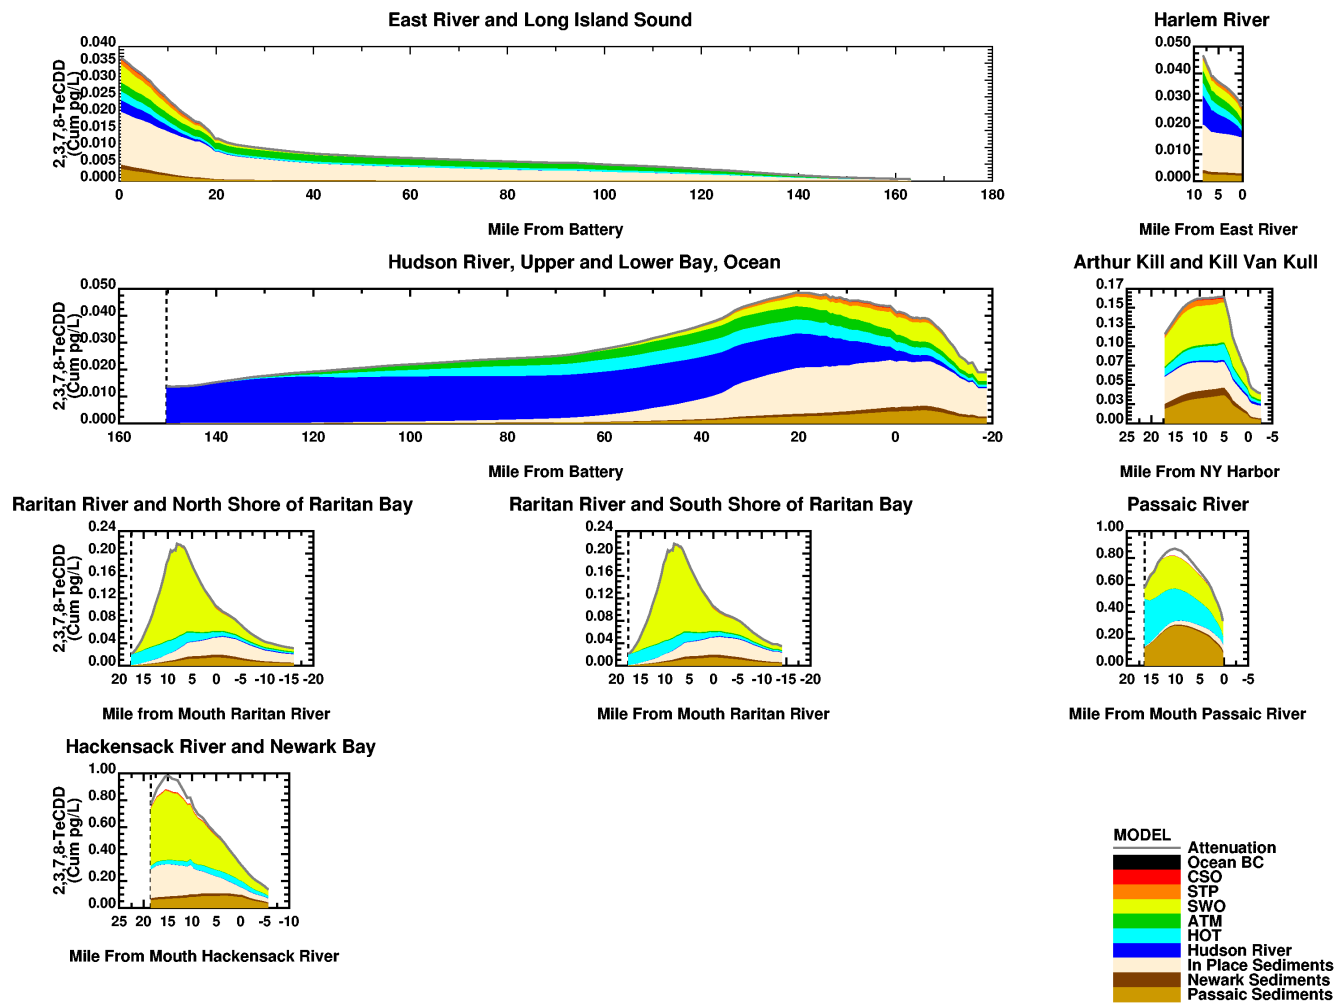 East River and Long Island Sound
2,3,7,8-TeCDD
(Cum pg/L)
0.040
0.035
0.030
0.025
0.020
0.015
0.010
0.005
0.000
0 20 40 60 80 100 120 140 160 180
Mile From Battery
Harlem River
0.050
0.040
0.030
0.020
0.010
0.000
10 5 0
Mile From East River
Hudson River, Upper and Lower Bay, Ocean
2,3,7,8-TeCDD
(Cum pg/L)
0.050
0.040
0.030
0.020
0.010
0.000
160 140 120 100 80 60 40 20 0 -20
Mile From Battery
Arthur Kill and Kill Van Kull
0.17
0.15
0.13
0.10
0.07
0.05
0.03
0.00
25 20 15 10 5 0 -5
Mile From NY Harbor
Raritan River and North Shore of Raritan Bay
2,3,7,8-TeCDD
(Cum pg/L)
0.24
0.20
0.16
0.12
0.08
0.04
0.00
20 15 10 5 0 -5 -10 -15 -20
Mile from Mouth Raritan River
Raritan River and South Shore of Raritan Bay
0.24
0.20
0.16
0.12
0.08
0.04
0.00
20 15 10 5 0 -5 -10 -15 -20
Mile From Mouth Raritan River
Passaic River
1.00
0.80
0.60
0.40
0.20
0.00
20 15 10 5 0 -5
Mile From Mouth Passaic River
Hackensack River and Newark Bay
2,3,7,8-TeCDD
(Cum pg/L)
1.00
0.80
0.60
0.40
0.20
0.00
25 20 15 10 5 0 -5 -10
Mile From Mouth Hackensack River
MODEL
Attenuation
Ocean BC
CSO
STP
SWO
ATM
HOT
Hudson River
In Place Sediments
Newark Sediments
Passaic Sediments